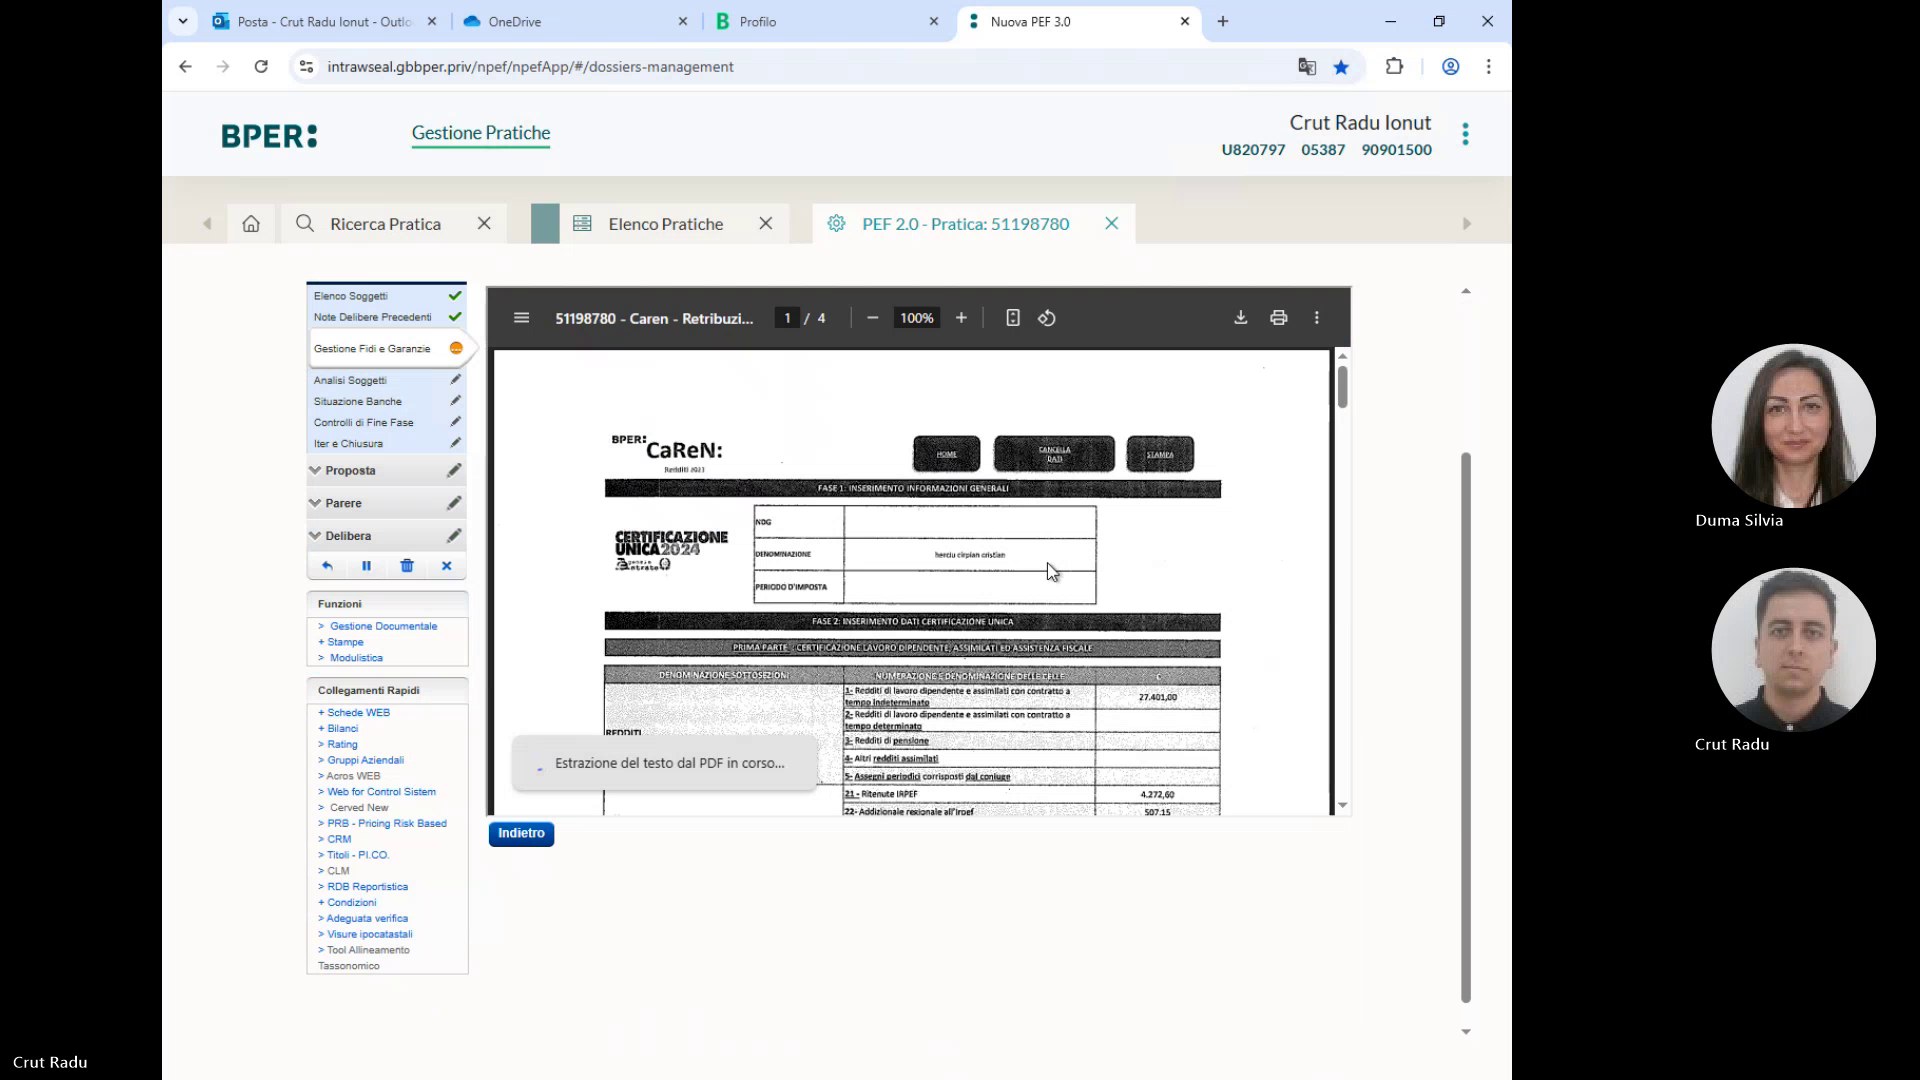 Posta - Crut Radu Ionut - Outlo
OneDrive
Profilo
Nuova PEF 3.0
intrawseal.gbbper.priv/npef/npefApp/#/dossiers-management
BPER:
Gestione Pratiche
Crut Radu Ionut
U820797 05387 90901500
Ricerca Pratica
Elenco Pratiche
PEF 2.0 - Pratica: 51198780
Elenco Soggetti
Note Delibere Precedenti
Gestione Fidi e Garanzie
Analisi Soggetti
Situazione Banche
Controlli di Fine Fase
Iter e Chiusura
Proposta
Parere
Delibera
Funzioni
> Gestione Documentale
+ Stampe
> Modulistica
Collegamenti Rapidi
+ Schede WEB
+ Bilanci
> Rating
> Gruppi Aziendali
> Acros WEB
> Web for Control Sistem
> Cerved New
> PRB - Pricing Risk Based
> CRM
> Titoli - PI.CO.
> CLM
> RDB Reportistica
+ Condizioni
> Adeguata verifica
> Visure ipocatastali
> Tool Allineamento
Tassonomico
51198780 - Caren - Retribuzi...
1 / 4
100%
BPER:
CaReN:
Redditi 2023
HOME
CANCELLA
DATI
STAMPA
FASE 1: INSERIMENTO INFORMAZIONI GENERALI
CERTIFICAZIONE
UNICA2024
NDG
DENOMINAZIONE
herciu cirpian cristian
PERIODO D'IMPOSTA
FASE 2: INSERIMENTO DATI CERTIFICAZIONE UNICA
PRIMA PARTE - CERTIFICAZIONE LAVORO DIPENDENTE, ASSIMILATI ED ASSISTENZA FISCALE
DENOMINAZIONE SOTTOSEZIONI
NUMERAZIONE E DENOMINAZIONE DELLE CELLE
€
1- Redditi di lavoro dipendente e assimilati con contratto a
tempo indeterminato
27.401,00
2- Redditi di lavoro dipendente e assimilati con contratto a
tempo determinato
REDDITI
3- Redditi di pensione
4- Altri redditi assimilati
5- Assegni periodici corrisposti dal coniuge
21 - Ritenute IRPEF
4.272,60
22- Addizionale regionale all'irpef
507,15
Estrazione del testo dal PDF in corso...
Indietro
Duma Silvia
Crut Radu
Crut Radu